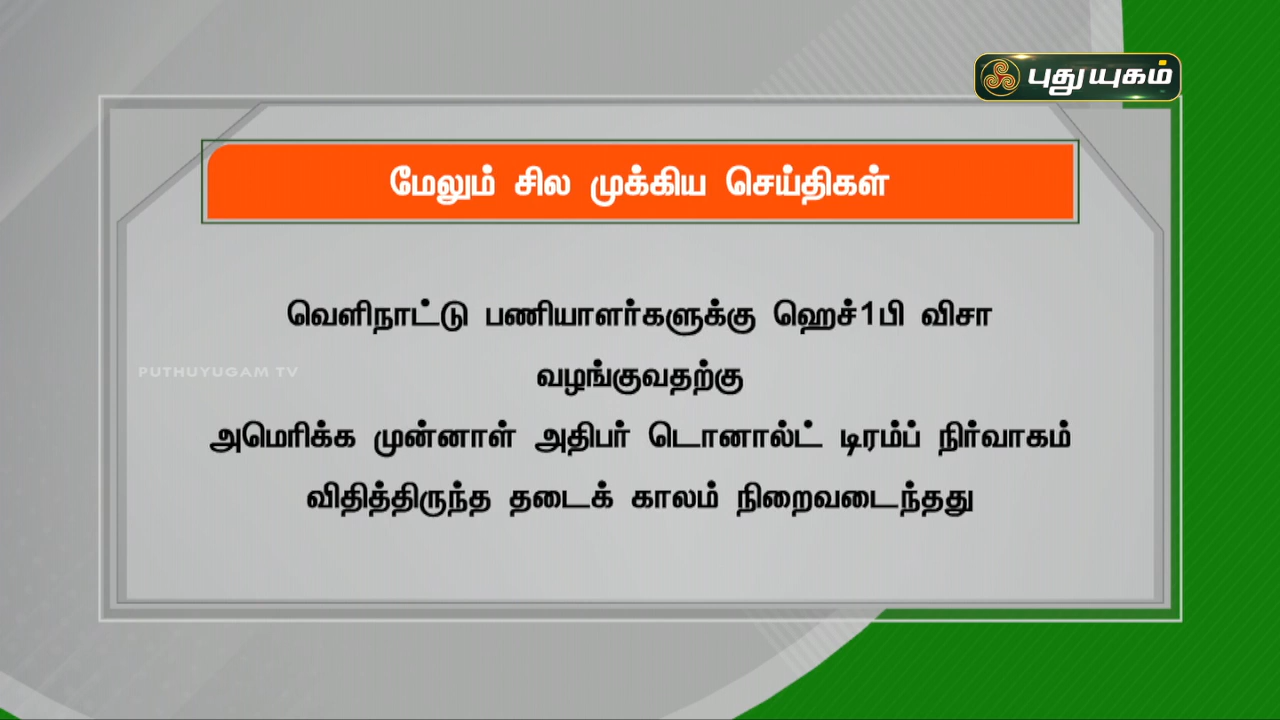 புதுயுகம்
மேலும் சில முக்கிய செய்திகள்
வெளிநாட்டு பணியாளர்களுக்கு ஹெச்1பி விசா
வழங்குவதற்கு
PUTHUYUGAM TV
அமெரிக்க முன்னாள் அதிபர் டொனால்ட் டிரம்ப் நிர்வாகம்
விதித்திருந்த தடைக் காலம் நிறைவடைந்தது